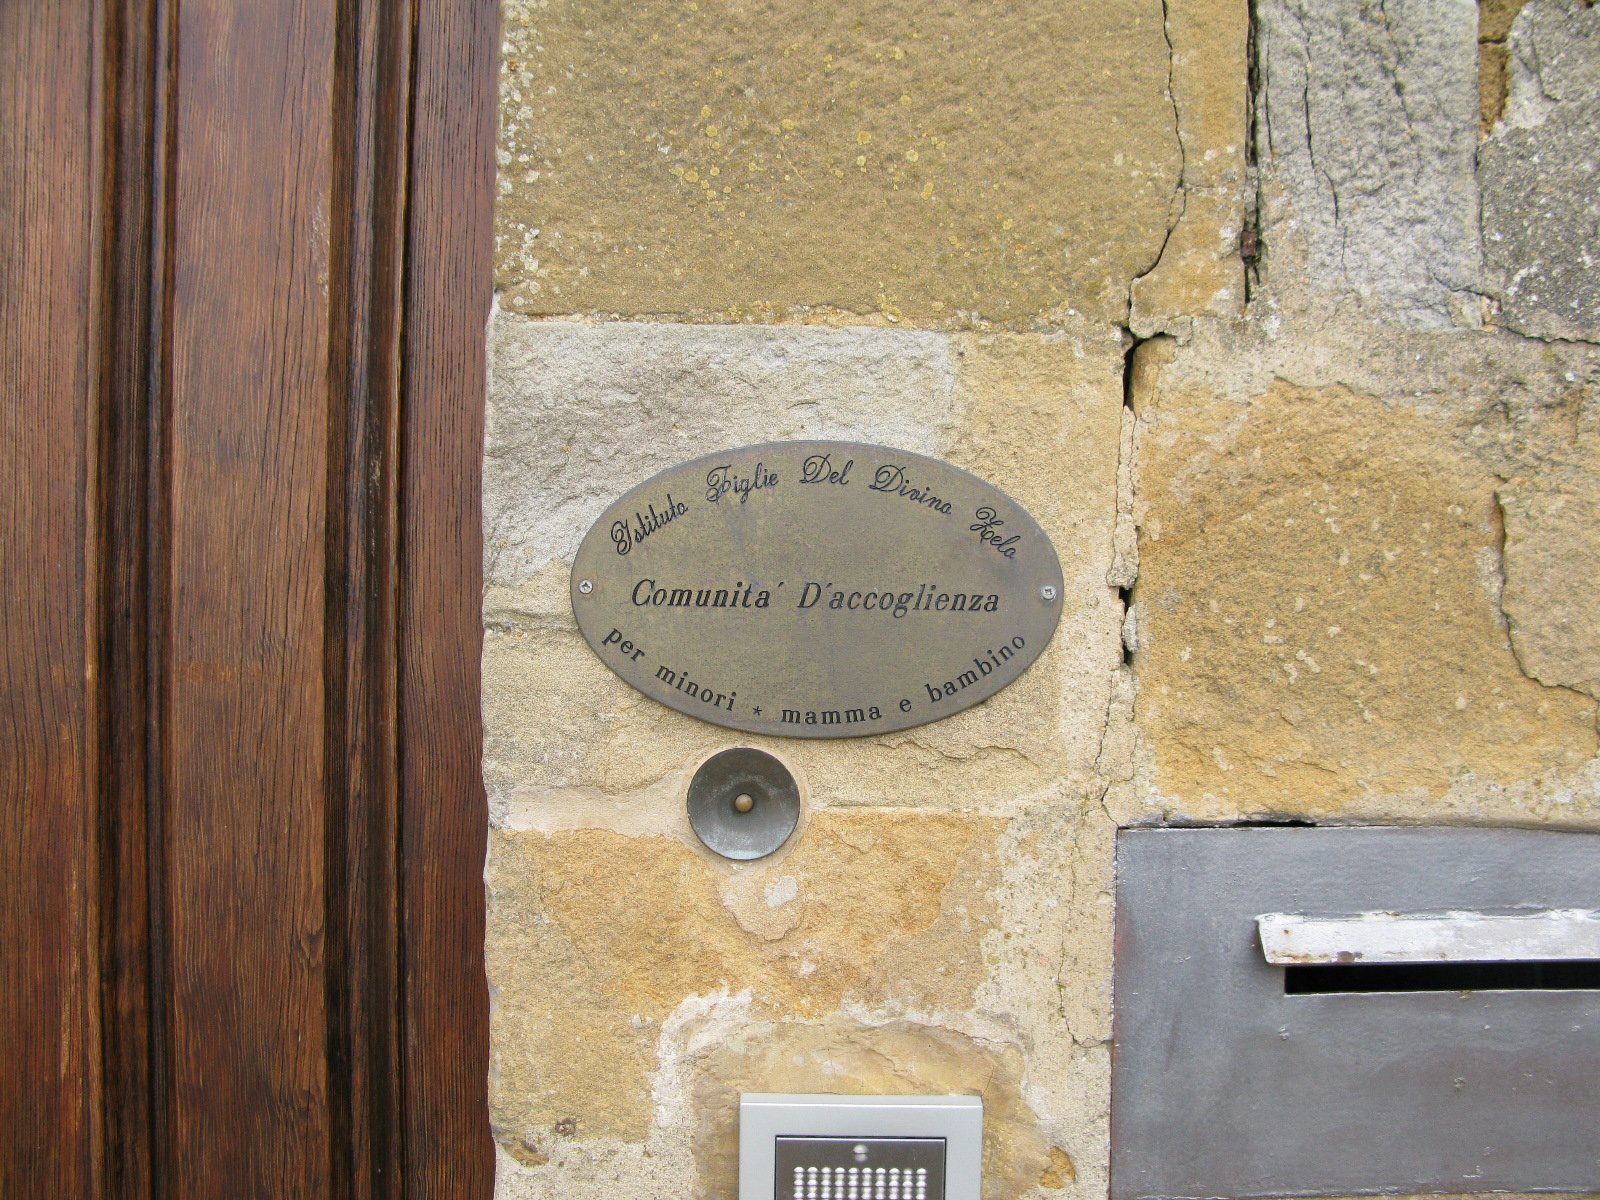 Istituto Figlie Del Divino Zelo
Comunita´ D´accoglienza
per minori * mamma e bambino